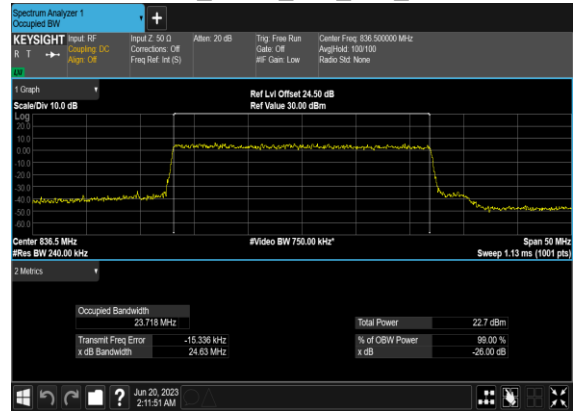 Spectrum Analyzer 1
Occupied BW
+
KEYSIGHT Input: RF Input Z: 50 Ω Atten: 20 dB Trig: Free Run Center Freq: 836.500000 MHz
R T Coupling: DC Corrections: Off Gate: Off Avg|Hold: 100/100
Align: Off Freq Ref: Int (S) #IF Gain: Low Radio Std: None
LW
1 Graph Ref Lvl Offset 24.50 dB
Scale/Div 10.0 dB Ref Value 30.00 dBm
Log
20.0
10.0
0.00
-10.0
-20.0
-30.0
-40.0
-50.0
-60.0
Center 836.5 MHz #Video BW 750.00 kHz* Span 50 MHz
#Res BW 240.00 kHz Sweep 1.13 ms (1001 pts)
2 Metrics
Occupied Bandwidth
23.718 MHz Total Power 22.7 dBm
Transmit Freq Error -15.336 kHz % of OBW Power 99.00 %
x dB Bandwidth 24.63 MHz x dB -26.00 dB
? Jun 20, 2023
2:11:51 AM